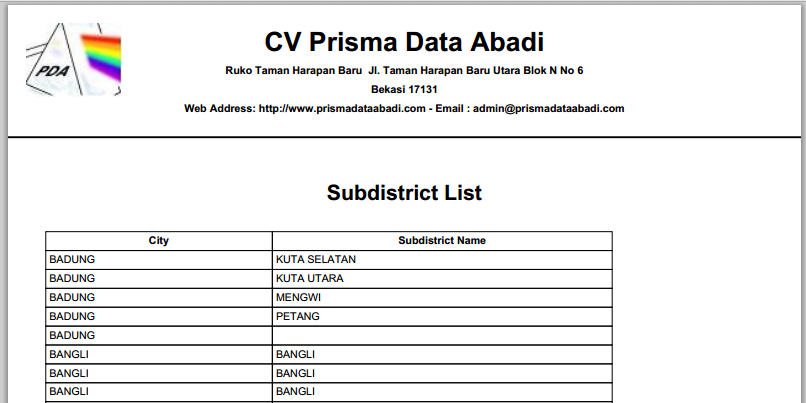 PDA
CV Prisma Data Abadi
Ruko Taman Harapan Baru Jl. Taman Harapan Baru Utara Blok N No 6
Bekasi 17131
Web Address: http://www.prismadataabadi.com - Email : admin@prismadataabadi.com
Subdistrict List
City Subdistrict Name
BADUNG KUTA SELATAN
BADUNG KUTA UTARA
BADUNG MENGWI
BADUNG PETANG
BADUNG
BANGLI BANGLI
BANGLI BANGLI
BANGLI BANGLI